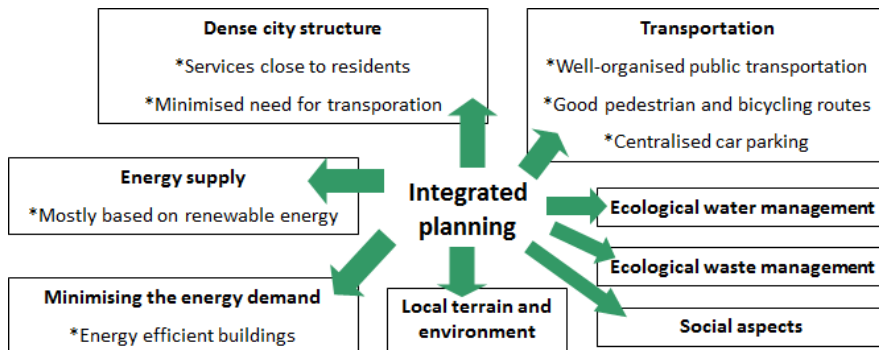 Dense city structure
*Services close to residents
*Minimised need for transporation
Transportation
*Well-organised public transportation
*Good pedestrian and bicycling routes
*Centralised car parking
Energy supply
*Mostly based on renewable energy
Integrated
planning
Ecological water management
Ecological waste management
Social aspects
Minimising the energy demand
*Energy efficient buildings
Local terrain and
environment